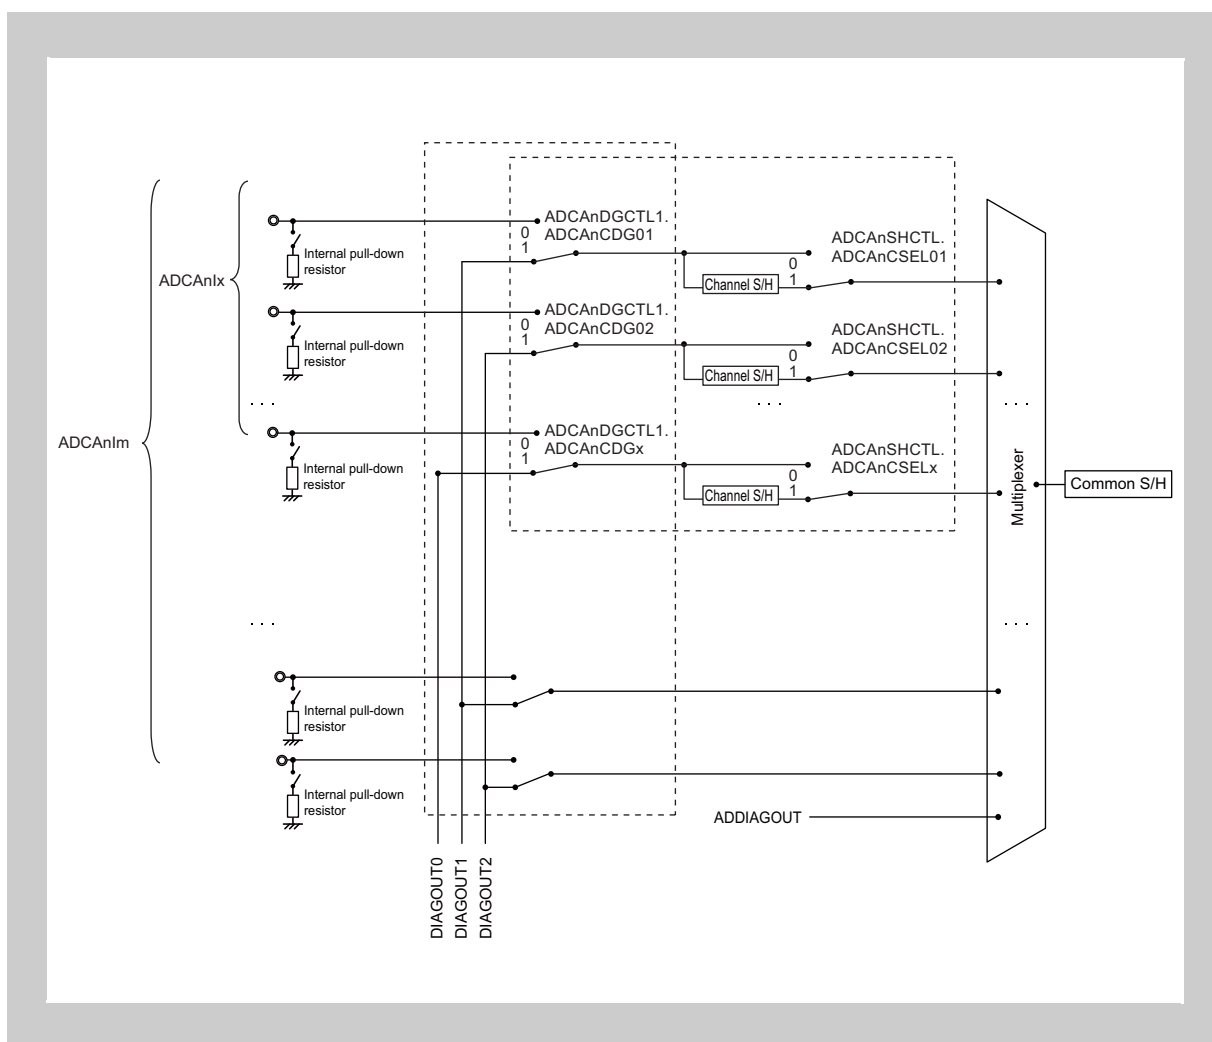 ADCAnDGCTL1.
ADCAnCDG01
0
1
Internal pull-down
resistor
ADCAnSHCTL.
ADCAnCSEL01
0
1
Channel S/H
ADCAnIx
ADCAnDGCTL1.
ADCAnCDG02
0
1
Internal pull-down
resistor
ADCAnSHCTL.
ADCAnCSEL02
0
1
Channel S/H
. . .
. . .
. . .
ADCAnIm
ADCAnDGCTL1.
ADCAnCDGx
0
1
Internal pull-down
resistor
ADCAnSHCTL.
ADCAnCSELx
0
1
Channel S/H
Multiplexer
Common S/H
. . .
. . .
Internal pull-down
resistor
Internal pull-down
resistor
ADDIAGOUT
DIAGOUT0
DIAGOUT1
DIAGOUT2